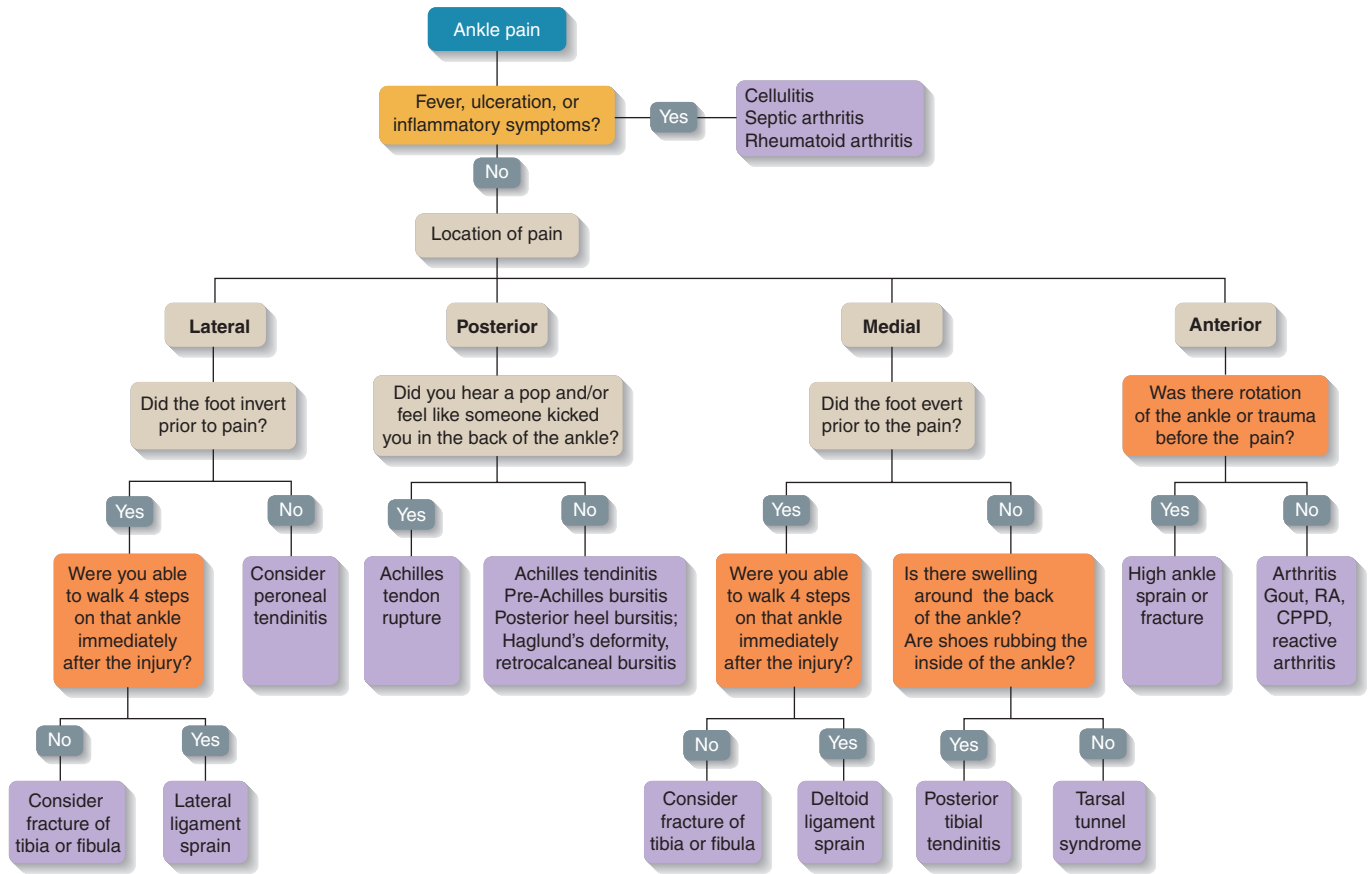 Ankle pain
Fever, ulceration, or
inflammatory symptoms?
Yes
Cellulitis
Septic arthritis
Rheumatoid arthritis
No
Location of pain
Lateral
Posterior
Medial
Anterior
Did the foot invert
prior to pain?
Did you hear a pop and/or
feel like someone kicked
you in the back of the ankle?
Did the foot evert
prior to the pain?
Was there rotation
of the ankle or trauma
before the pain?
Yes
No
Yes
No
Yes
No
Yes
No
Were you able
to walk 4 steps
on that ankle
immediately
after the injury?
Consider
peroneal
tendinitis
Achilles
tendon
rupture
Achilles tendinitis
Pre-Achilles bursitis
Posterior heel bursitis;
Haglund's deformity,
retrocalcaneal bursitis
Were you able
to walk 4 steps
on that ankle
immediately
after the injury?
Is there swelling
around the back
of the ankle?
Are shoes rubbing the
inside of the ankle?
High ankle
sprain or
fracture
Arthritis
Gout, RA,
CPPD,
reactive
arthritis
No
Yes
No
Yes
Yes
No
Consider
fracture of
tibia or fibula
Lateral
ligament
sprain
Consider
fracture of
tibia or fibula
Deltoid
ligament
sprain
Posterior
tibial
tendinitis
Tarsal
tunnel
syndrome